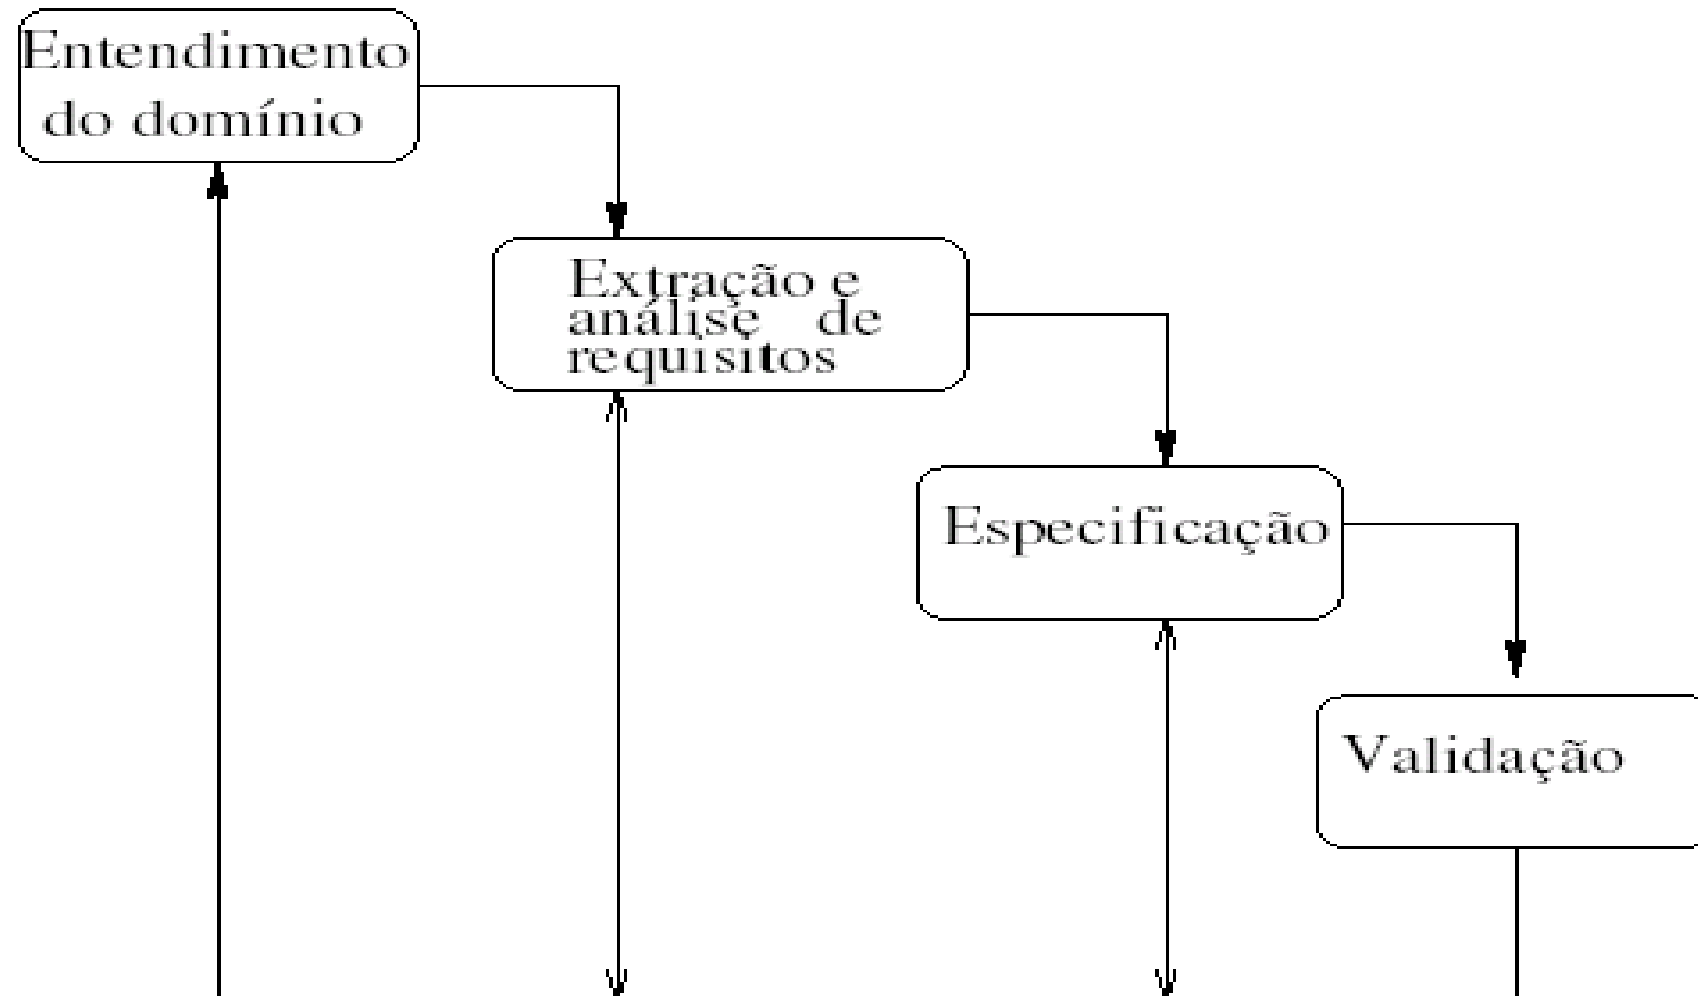 Entendimento
do domínio
Extração e
análise de
requisitos
Especificação
Validação